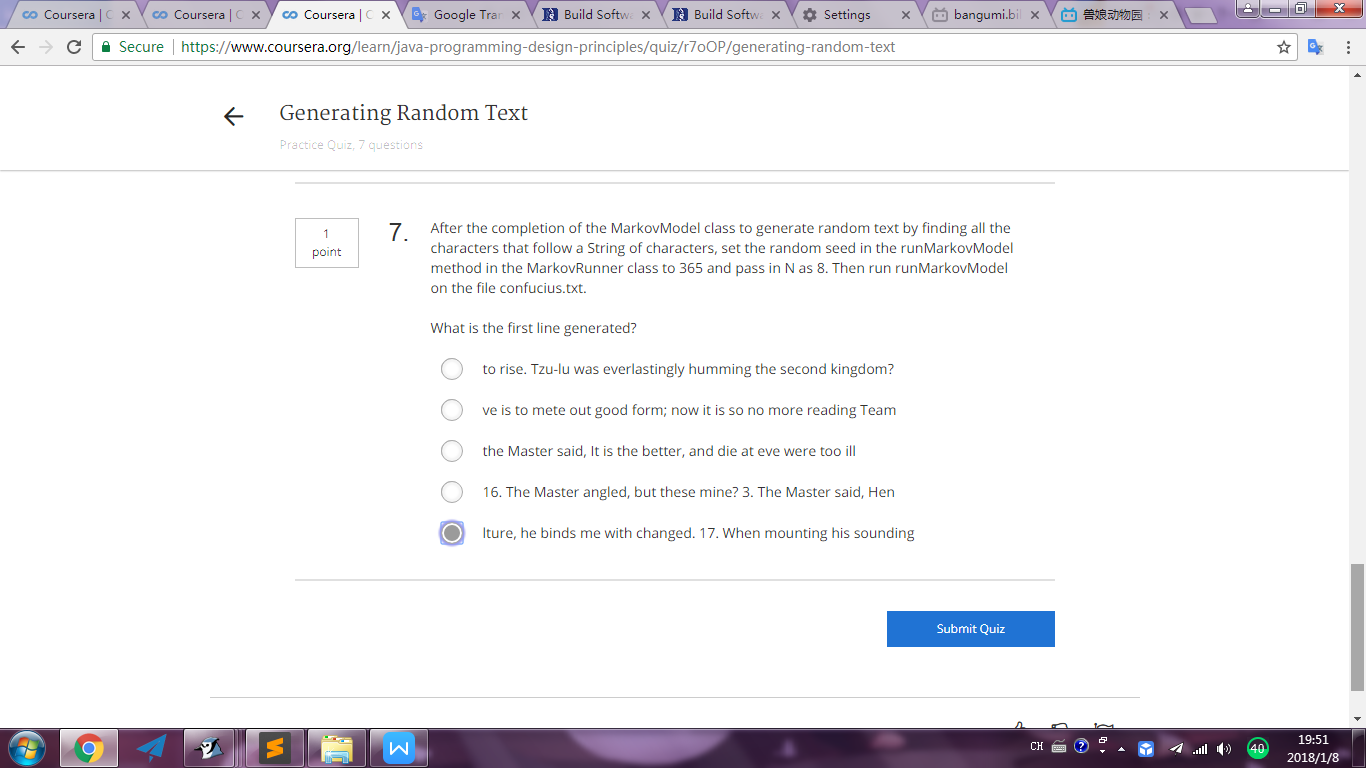 Coursera | C
Coursera | C
Coursera | C
Google Tran
Build Softwa
Build Softwa
Settings
bangumi.bil
兽娘动物园
Secure
https://www.coursera.org/learn/java-programming-design-principles/quiz/r7oOP/generating-random-text
Generating Random Text
Practice Quiz, 7 questions
1
point
7.
After the completion of the MarkovModel class to generate random text by finding all the
characters that follow a String of characters, set the random seed in the runMarkovModel
method in the MarkovRunner class to 365 and pass in N as 8. Then run runMarkovModel
on the file confucius.txt.
What is the first line generated?
to rise. Tzu-lu was everlastingly humming the second kingdom?
ve is to mete out good form; now it is so no more reading Team
the Master said, It is the better, and die at eve were too ill
16. The Master angled, but these mine? 3. The Master said, Hen
lture, he binds me with changed. 17. When mounting his sounding
Submit Quiz
CH
40
19:51
2018/1/8